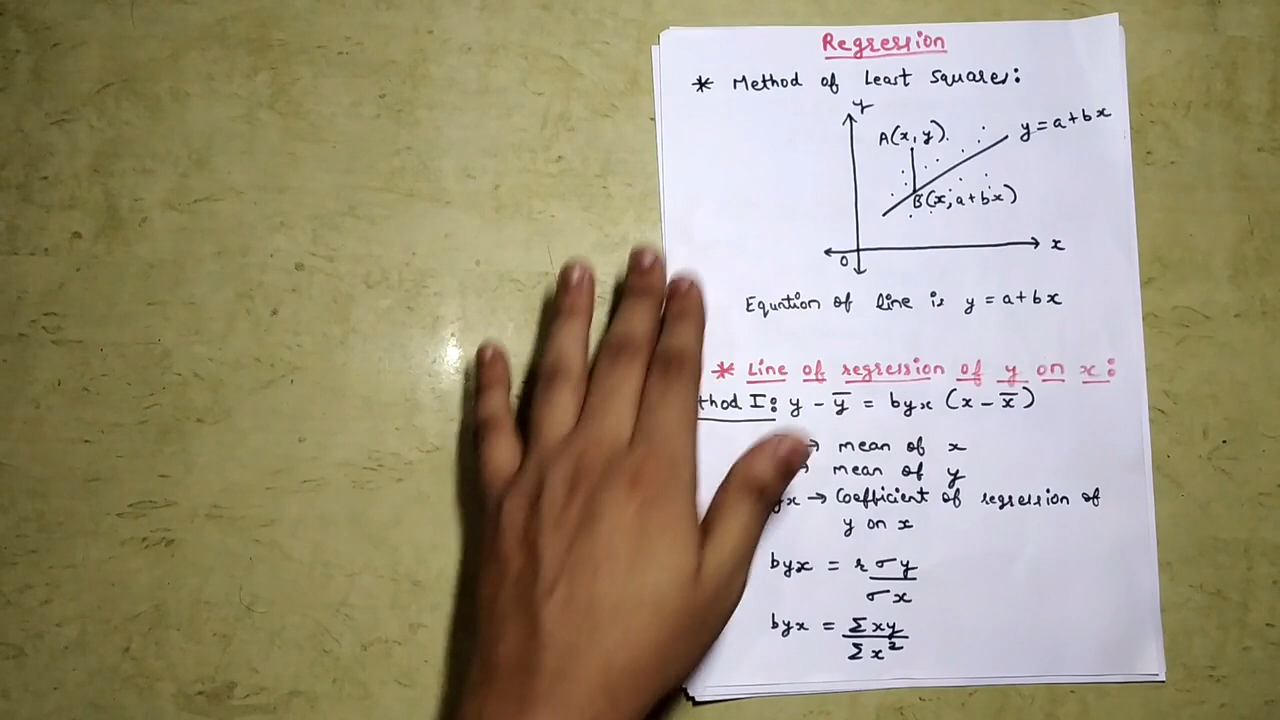 Regression
* Method of Least Squares:
y
A(x, y)
y = a + bx
B(x, a + bx)
0
x
Equation of line is y = a + bx
* Line of regression of y on x:
thod I: y - ȳ = byx (x - x̄)
→ mean of x
→ mean of y
yx → Coefficient of regression of
y on x
byx = r σy / σx
byx = Σxy / Σx²